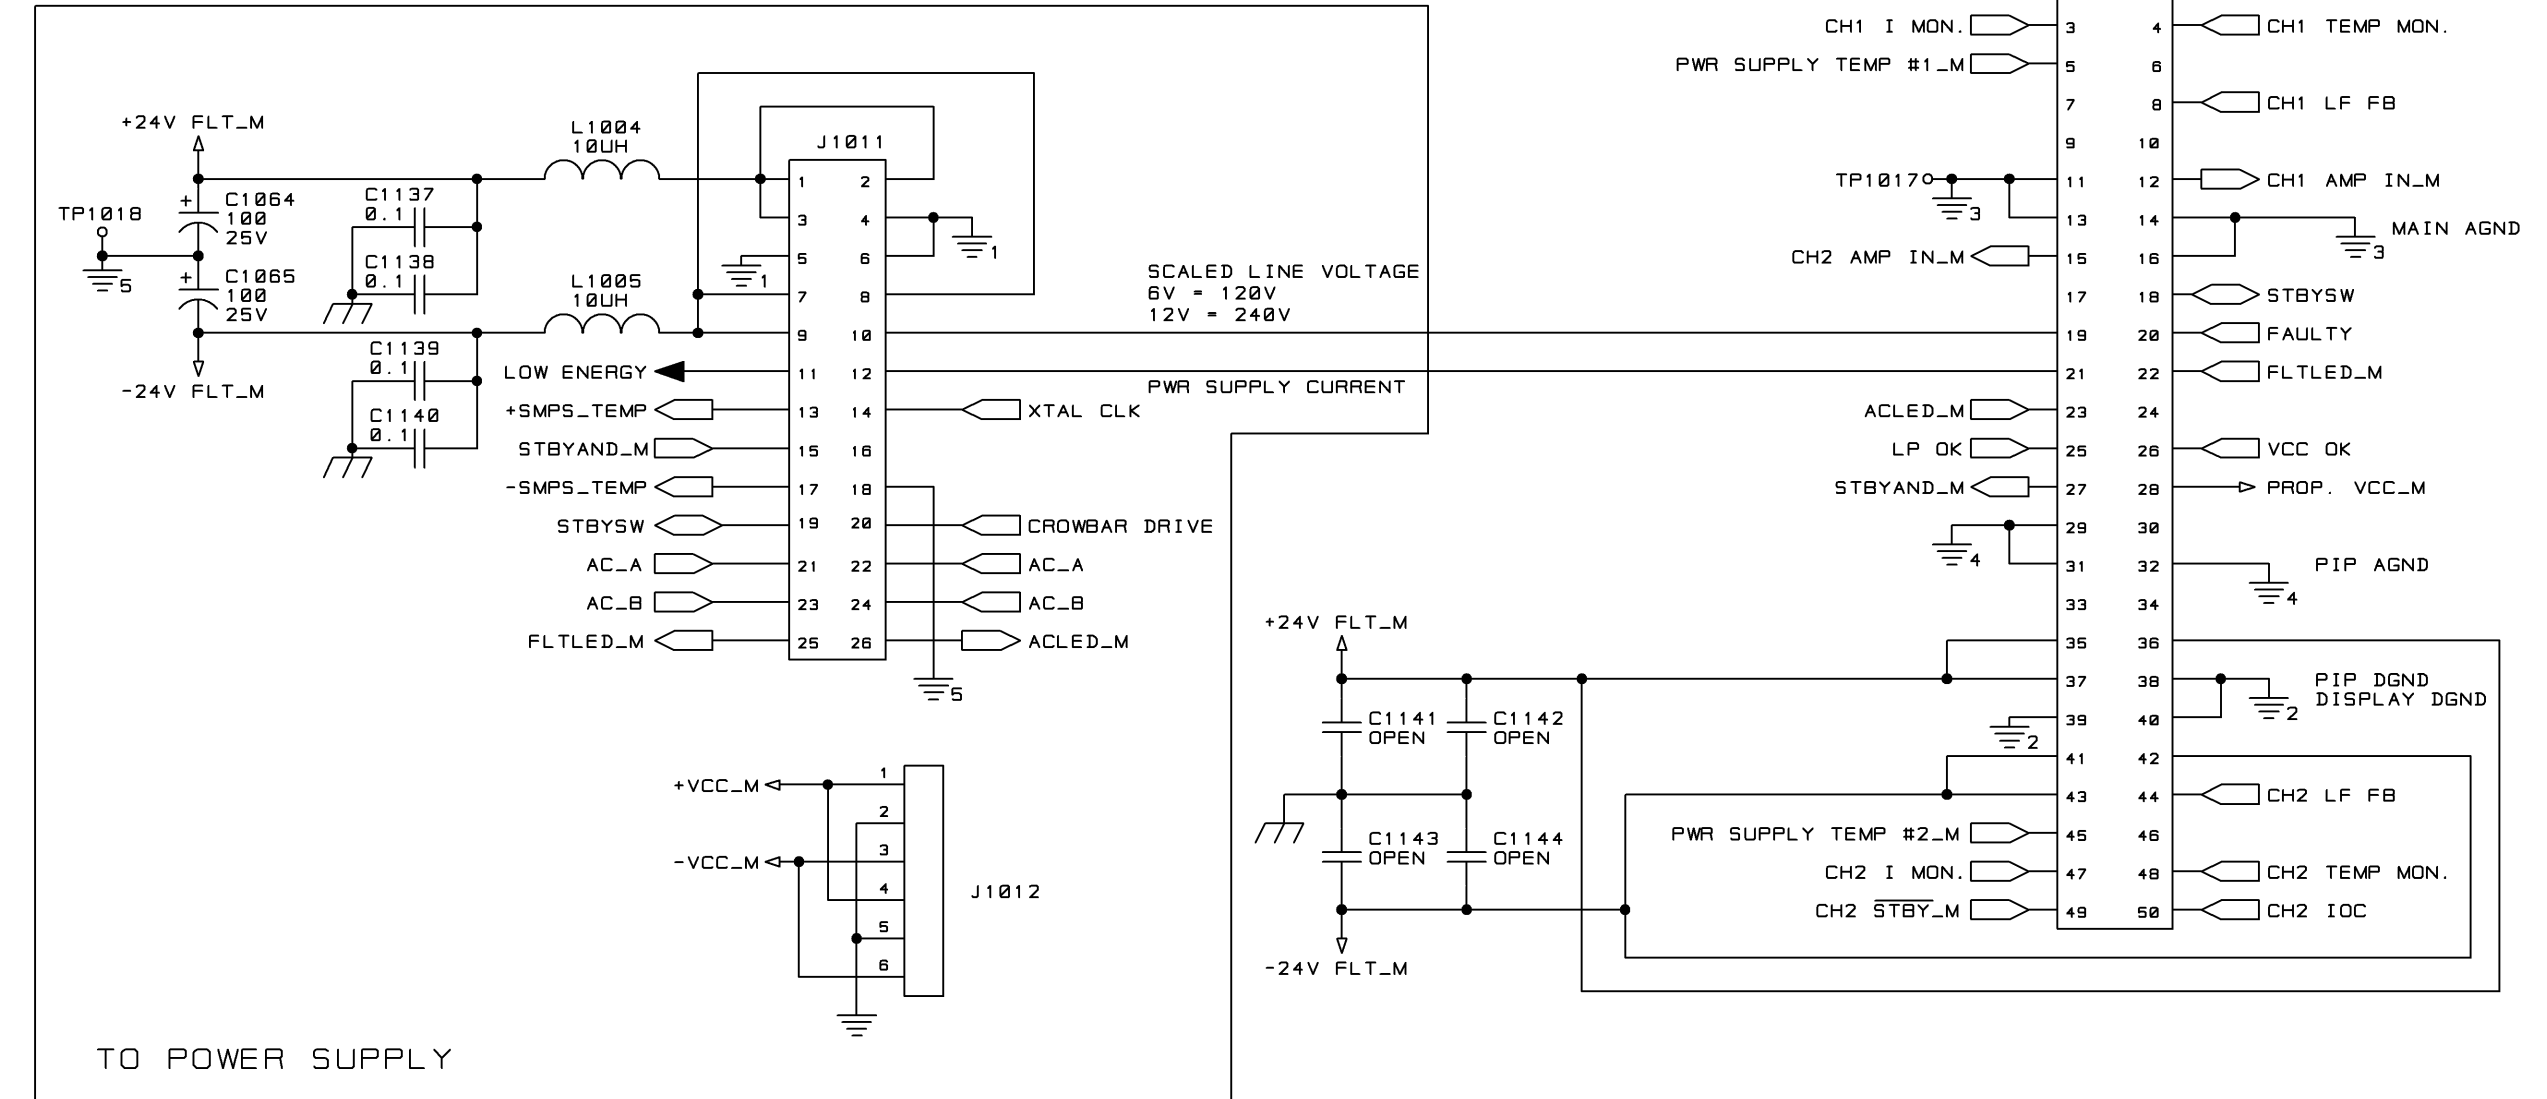 +24V FLT_M
TP1018
5
+
C1064
100
25V
+
C1065
100
25V
-24V FLT_M
C1137
0.1
C1138
0.1
C1139
0.1
C1140
0.1
L1004
10UH
L1005
10UH
J1011
1 2
3 4
5 6
7 8
9 10
11 12
13 14
15 16
17 18
19 20
21 22
23 24
25 26
1
1
5
LOW ENERGY
+SMPS_TEMP
STBYAND_M
-SMPS_TEMP
STBYSW
AC_A
AC_B
FLTLED_M
XTAL CLK
CROWBAR DRIVE
AC_A
AC_B
ACLED_M
SCALED LINE VOLTAGE
6V = 120V
12V = 240V
PWR SUPPLY CURRENT
+VCC_M
-VCC_M
1
2
3
4
5
6
J1012
TO POWER SUPPLY
CH1 I MON.
PWR SUPPLY TEMP #1_M
TP1017
3
CH2 AMP IN_M
ACLED_M
LP OK
STBYAND_M
4
2
PWR SUPPLY TEMP #2_M
CH2 I MON.
CH2 STBY_M
3 4
5 6
7 8
9 10
11 12
13 14
15 16
17 18
19 20
21 22
23 24
25 26
27 28
29 30
31 32
33 34
35 36
37 38
39 40
41 42
43 44
45 46
47 48
49 50
CH1 TEMP MON.
CH1 LF FB
CH1 AMP IN_M
MAIN AGND
3
STBYSW
FAULTY
FLTLED_M
VCC OK
PROP. VCC_M
PIP AGND
4
PIP DGND
DISPLAY DGND
2
CH2 LF FB
CH2 TEMP MON.
CH2 IOC
+24V FLT_M
C1141
OPEN
C1142
OPEN
C1143
OPEN
C1144
OPEN
-24V FLT_M